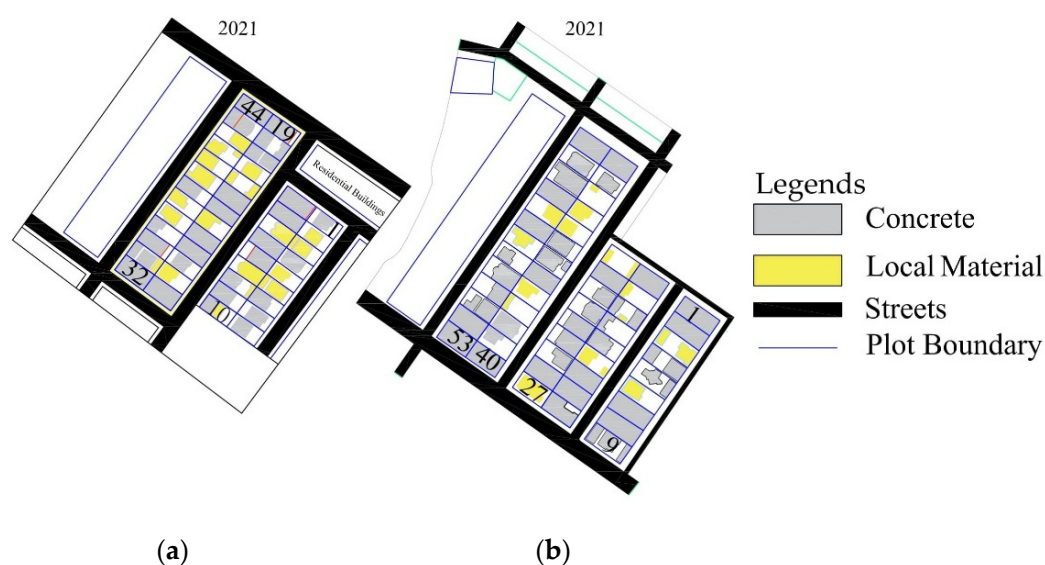 2021
2021
44 19
Residential Buildings
32
10
53 40
27
1
9
Legends
Concrete
Local Material
Streets
Plot Boundary
(a)
(b)